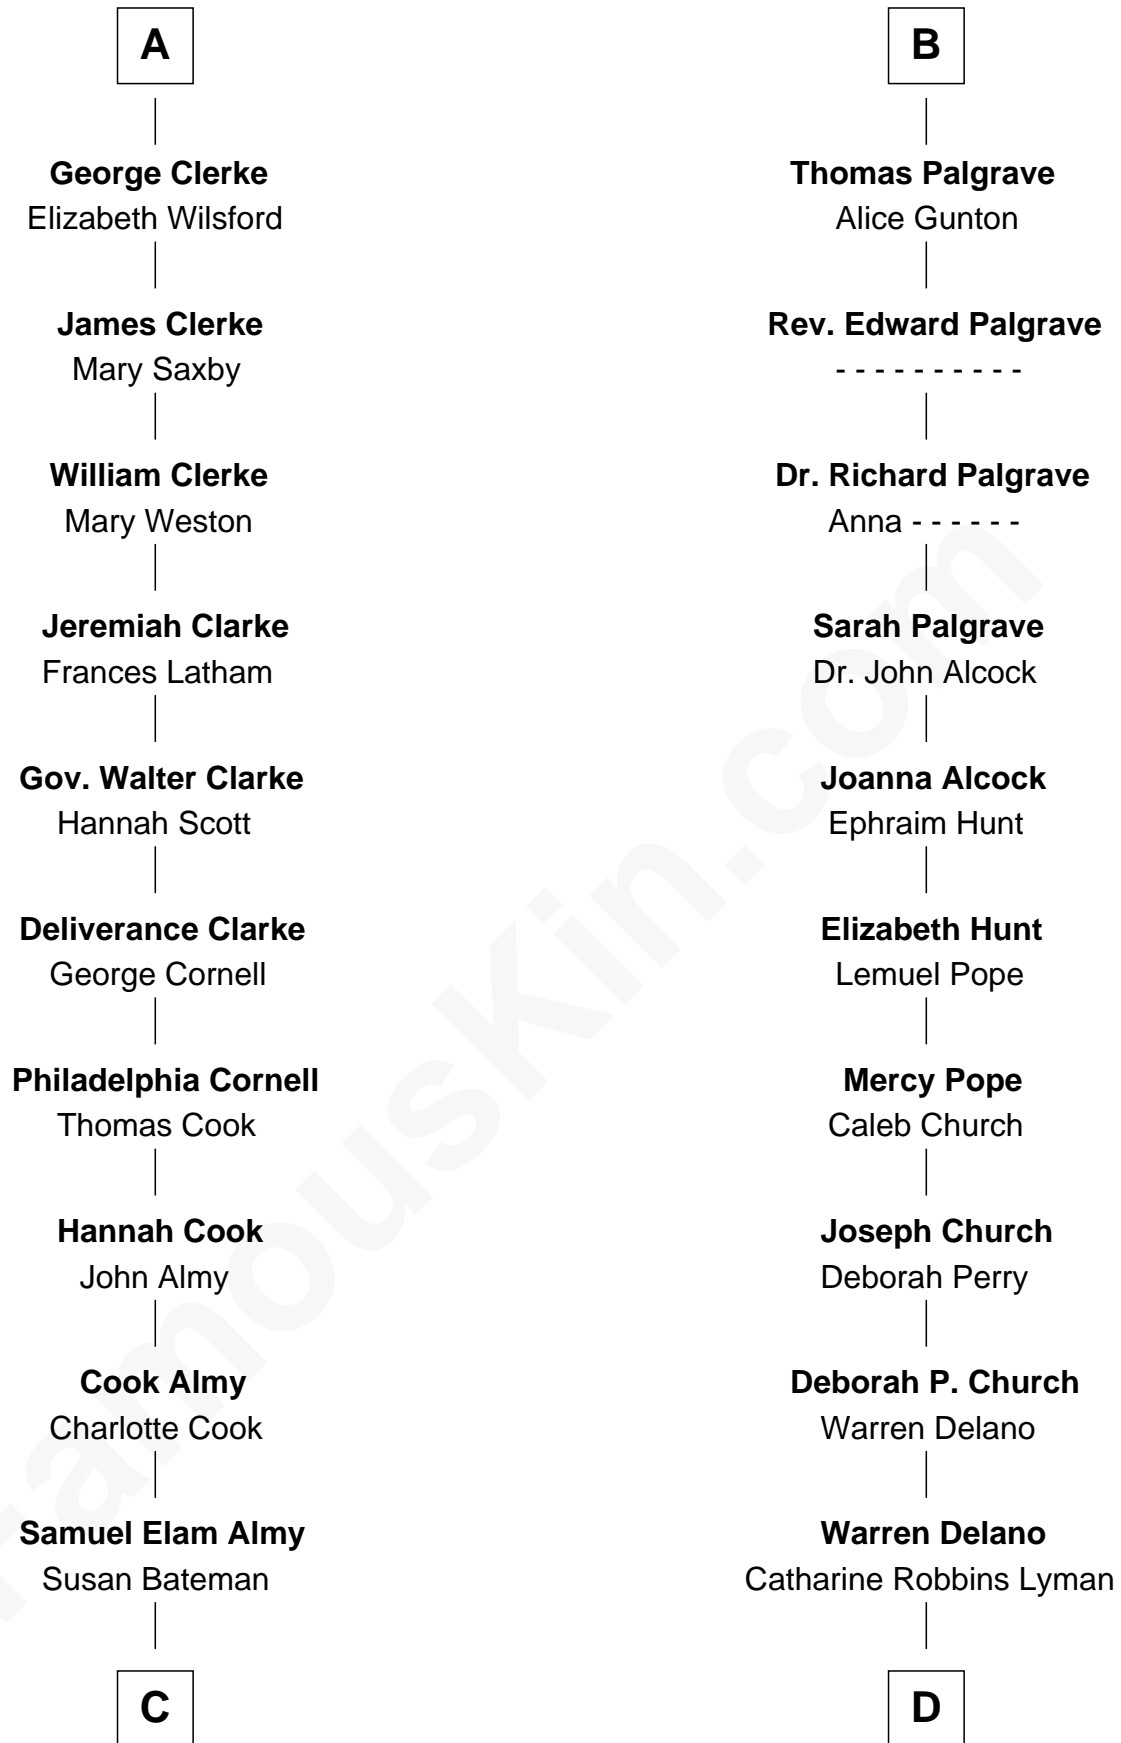 A
George Clerke
Elizabeth Wilsford
James Clerke
Mary Saxby
William Clerke
Mary Weston
Jeremiah Clarke
Frances Latham
Gov. Walter Clarke
Hannah Scott
Deliverance Clarke
George Cornell
Philadelphia Cornell
Thomas Cook
Hannah Cook
John Almy
Cook Almy
Charlotte Cook
Samuel Elam Almy
Susan Bateman
C
B
Thomas Palgrave
Alice Gunton
Rev. Edward Palgrave
- - - - - - - - - -
Dr. Richard Palgrave
Anna - - - - - -
Sarah Palgrave
Dr. John Alcock
Joanna Alcock
Ephraim Hunt
Elizabeth Hunt
Lemuel Pope
Mercy Pope
Caleb Church
Joseph Church
Deborah Perry
Deborah P. Church
Warren Delano
Warren Delano
Catharine Robbins Lyman
D
FamousKin.com